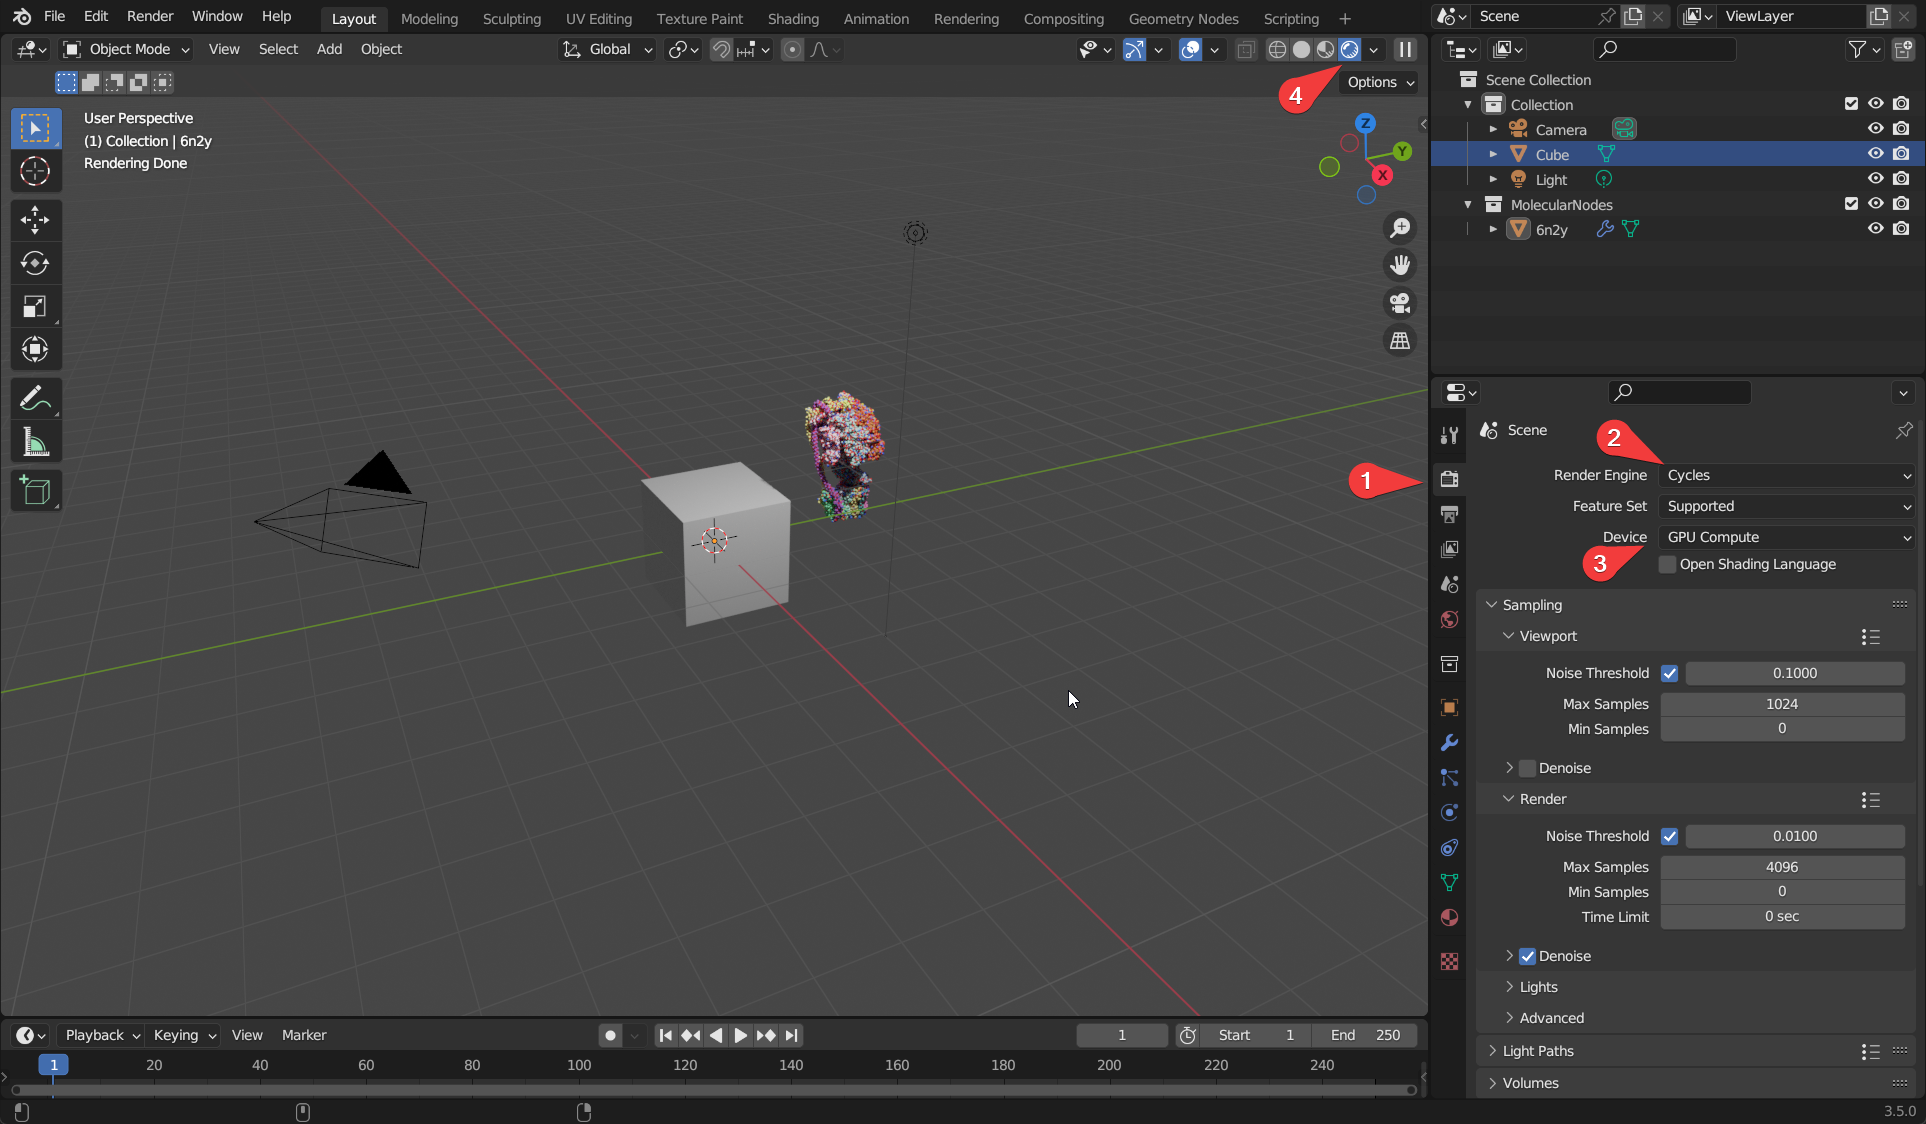 File Edit Render Window Help Layout Modeling Sculpting UV Editing Texture Paint Shading Animation Rendering Compositing Geometry Nodes Scripting + Scene ViewLayer
Object Mode View Select Add Object Global
4 Options
User Perspective
(1) Collection | 6n2y
Rendering Done
Z
Y
X
Scene Collection
Collection
Camera
Cube
Light
MolecularNodes
6n2y
Scene
1
2
Render Engine Cycles
Feature Set Supported
Device GPU Compute
3
Open Shading Language
Sampling
Viewport
Noise Threshold 0.1000
Max Samples 1024
Min Samples 0
Denoise
Render
Noise Threshold 0.0100
Max Samples 4096
Min Samples 0
Time Limit 0 sec
Denoise
Lights
Advanced
Light Paths
Volumes
Playback Keying View Marker 1 Start 1 End 250
1 20 40 60 80 100 120 140 160 180 200 220 240
3.5.0